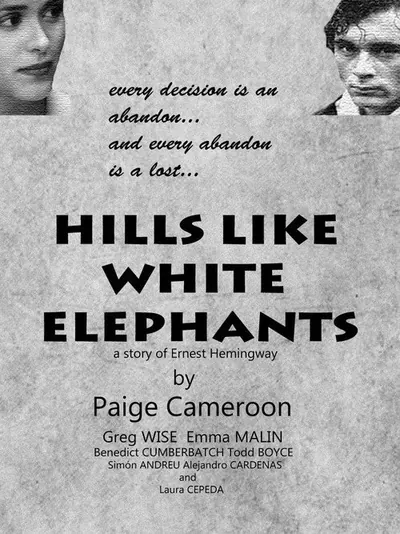 every decision is an
abandon...
and every abandon
is a lost...
HILLS LIKE
WHITE
ELEPHANTS
a story of Ernest Hemingway
by
Paige Cameroon
Greg WISE Emma MALIN
Benedict CUMBERBATCH Todd BOYCE
Simón ANDREU Alejandro CARDENAS
and
Laura CEPEDA